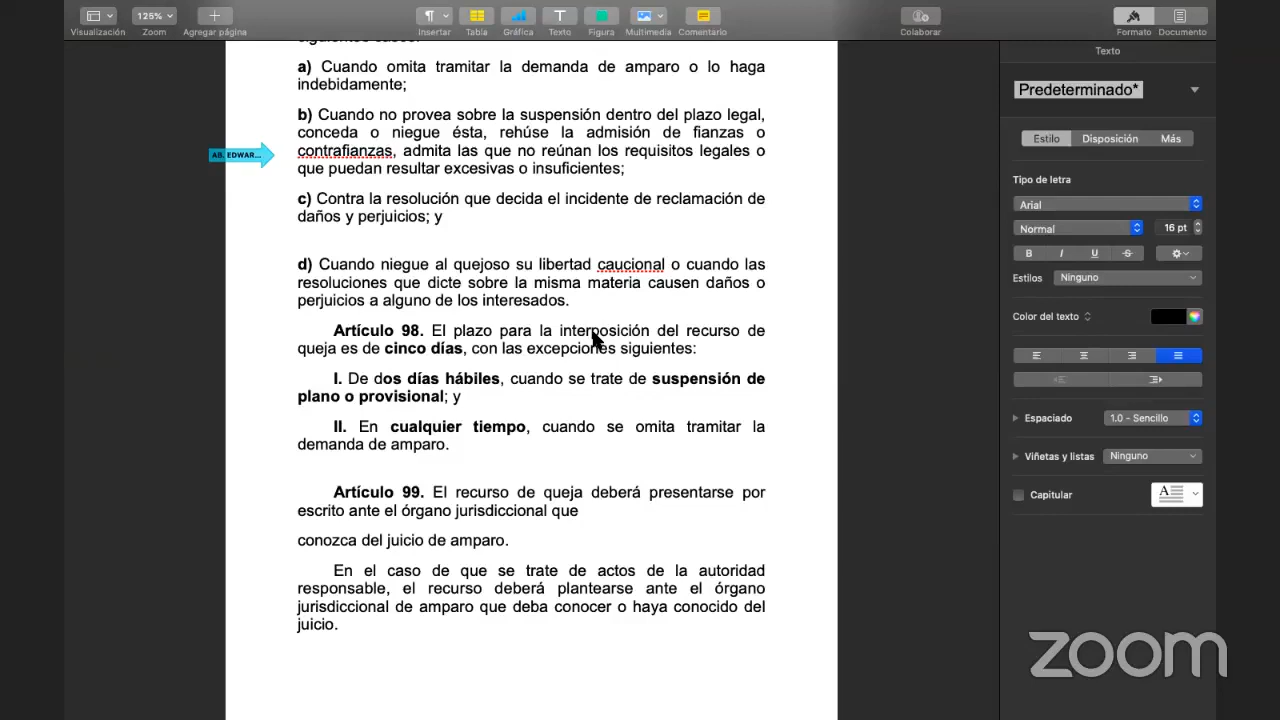 125%
Visualización Zoom Agregar página Insertar Tabla Gráfica Texto Figura Multimedia Comentario Colaborar Formato Documento
a) Cuando omita tramitar la demanda de amparo o lo haga
indebidamente;
b) Cuando no provea sobre la suspensión dentro del plazo legal,
conceda o niegue ésta, rehúse la admisión de fianzas o
contrafianzas, admita las que no reúnan los requisitos legales o
que puedan resultar excesivas o insuficientes;
AB. EDWAR...
c) Contra la resolución que decida el incidente de reclamación de
daños y perjuicios; y
d) Cuando niegue al quejoso su libertad caucional o cuando las
resoluciones que dicte sobre la misma materia causen daños o
perjuicios a alguno de los interesados.
Artículo 98. El plazo para la interposición del recurso de
queja es de cinco días, con las excepciones siguientes:
I. De dos días hábiles, cuando se trate de suspensión de
plano o provisional; y
II. En cualquier tiempo, cuando se omita tramitar la
demanda de amparo.
Artículo 99. El recurso de queja deberá presentarse por
escrito ante el órgano jurisdiccional que
conozca del juicio de amparo.
En el caso de que se trate de actos de la autoridad
responsable, el recurso deberá plantearse ante el órgano
jurisdiccional de amparo que deba conocer o haya conocido del
juicio.
Texto
Predeterminado*
Estilo Disposición Más
Tipo de letra
Arial
Normal 16 pt
B I U S
Estilos Ninguno
Color del texto
Espaciado 1.0 - Sencillo
Viñetas y listas Ninguno
Capitular A
zoom